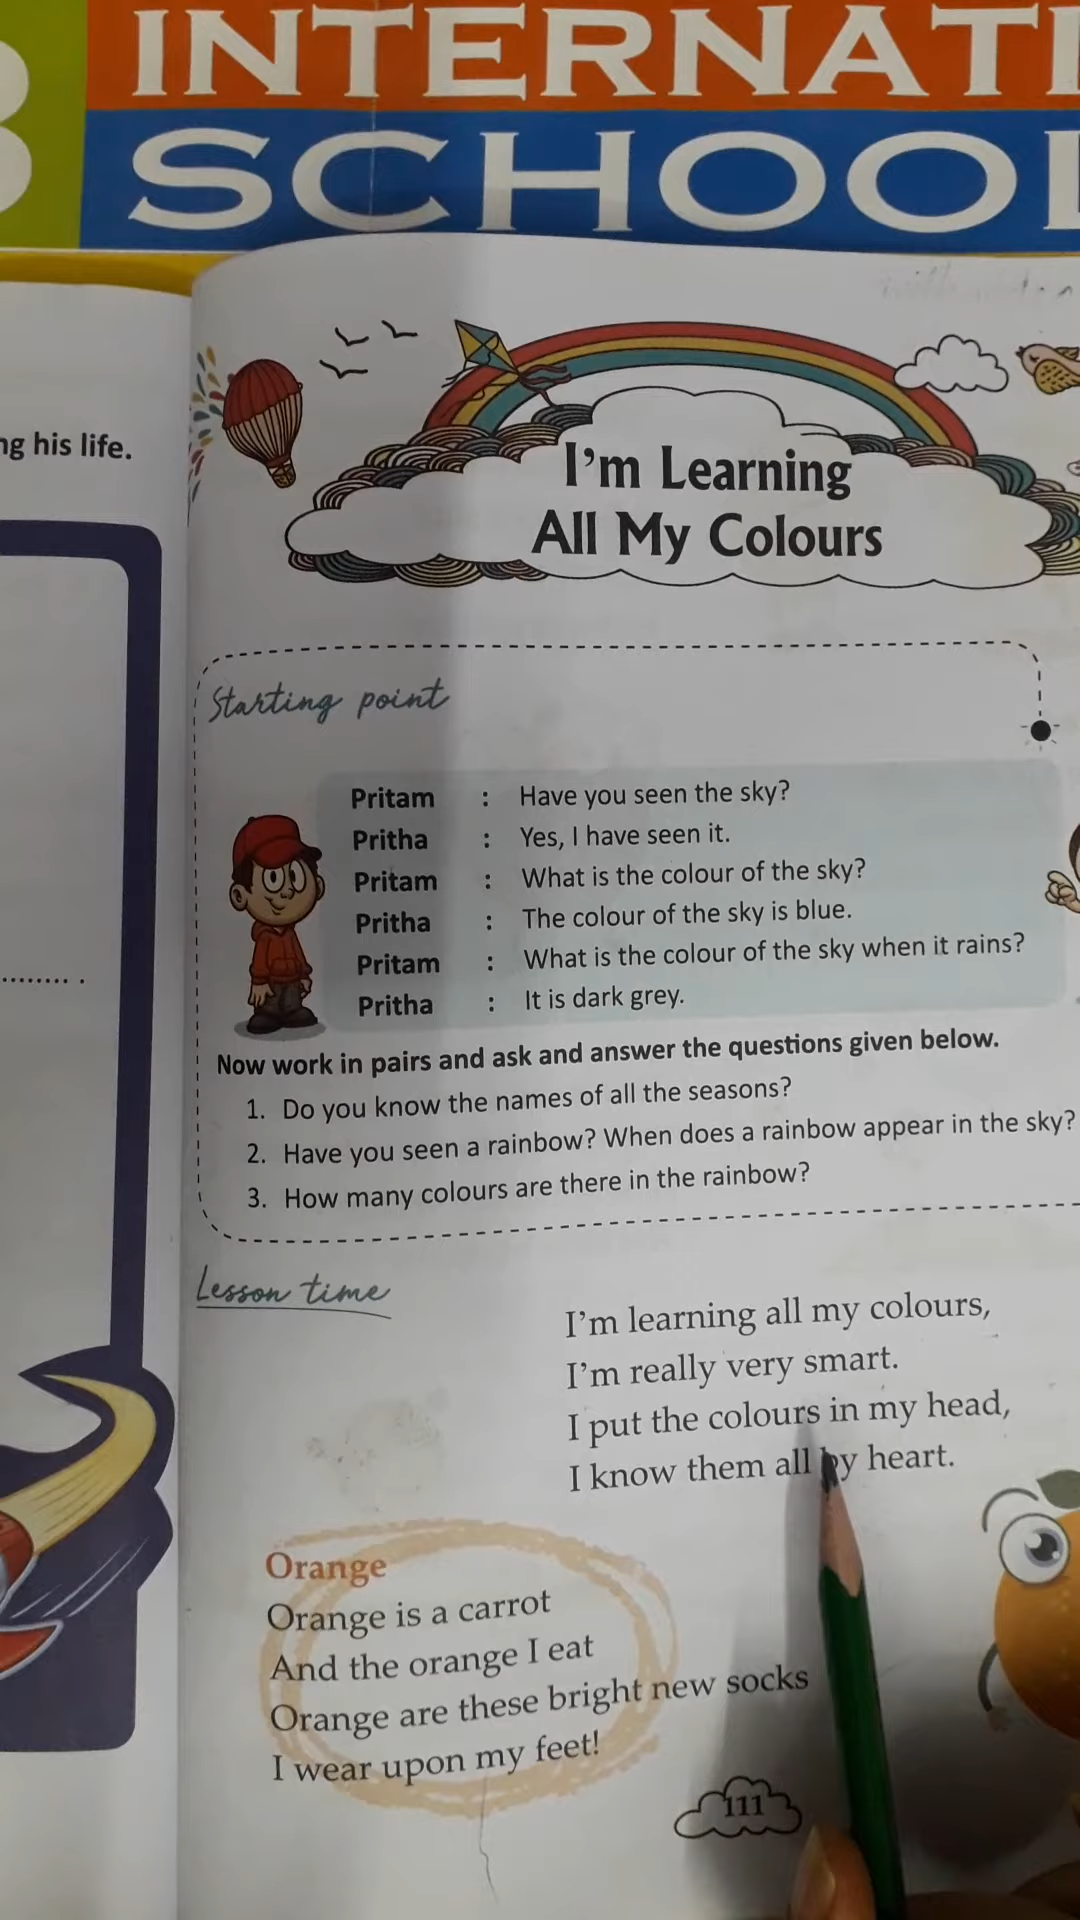 INTERNATI
SCHOOL
his life.
I'm Learning
All My Colours
Starting point
Pritam : Have you seen the sky?
Pritha : Yes, I have seen it.
Pritam : What is the colour of the sky?
Pritha : The colour of the sky is blue.
Pritam : What is the colour of the sky when it rains?
Pritha : It is dark grey.
Now work in pairs and ask and answer the questions given below.
1. Do you know the names of all the seasons?
2. Have you seen a rainbow? When does a rainbow appear in the sky?
3. How many colours are there in the rainbow?
Lesson time
I'm learning all my colours,
I'm really very smart.
I put the colours in my head,
I know them all by heart.
Orange
Orange is a carrot
And the orange I eat
Orange are these bright new socks
I wear upon my feet!
111